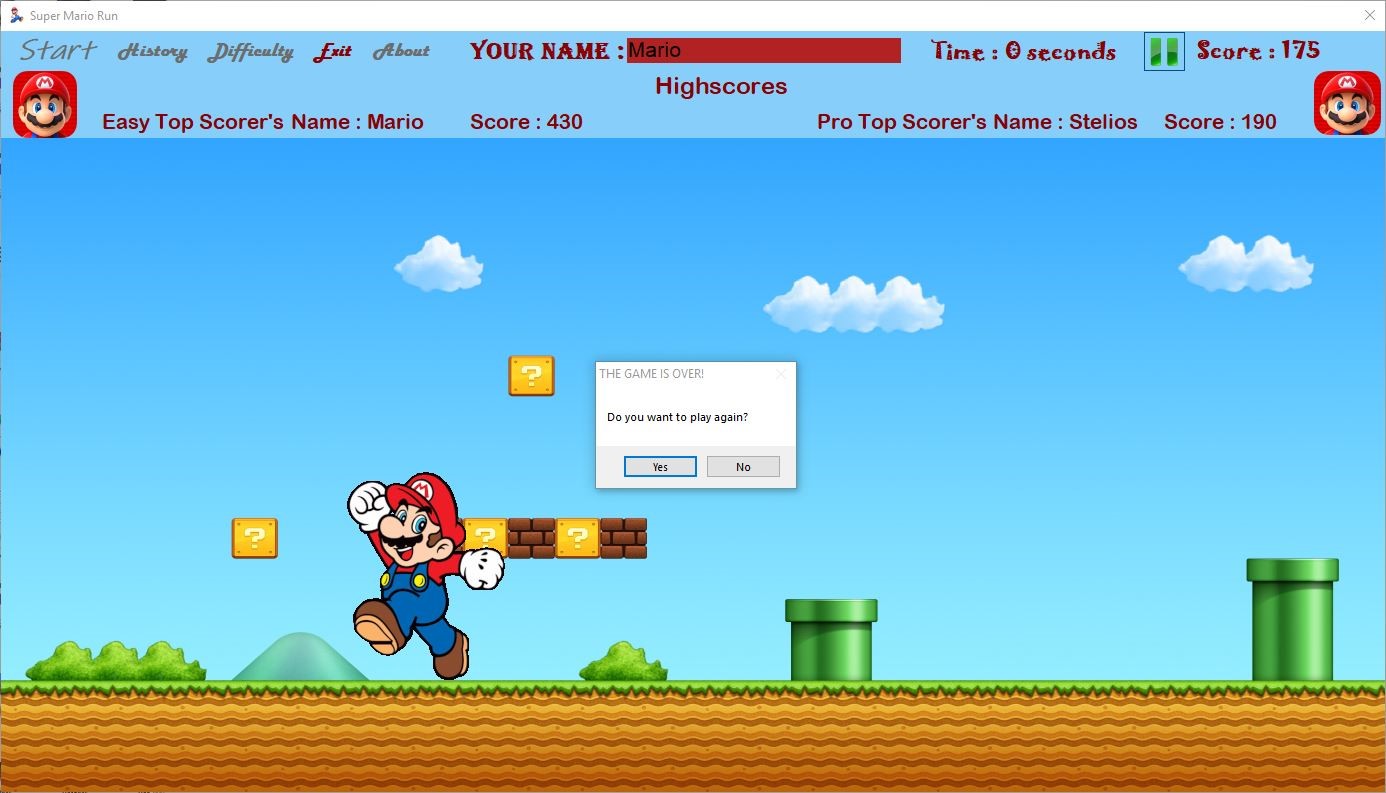 Super Mario Run
Start History Difficulty Exit About YOUR NAME : Mario Time : 0 seconds Score : 175
Highscores
Easy Top Scorer's Name : Mario Score : 430 Pro Top Scorer's Name : Stelios Score : 190
M M
?
THE GAME IS OVER!
Do you want to play again?
Yes No
M
? ? ?